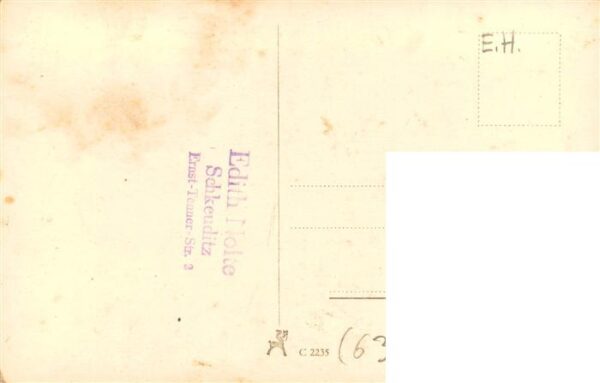 E.H.
Edith Nolte
Schkeuditz
Ernst-Tenner-Str. 2
C 2235
(63